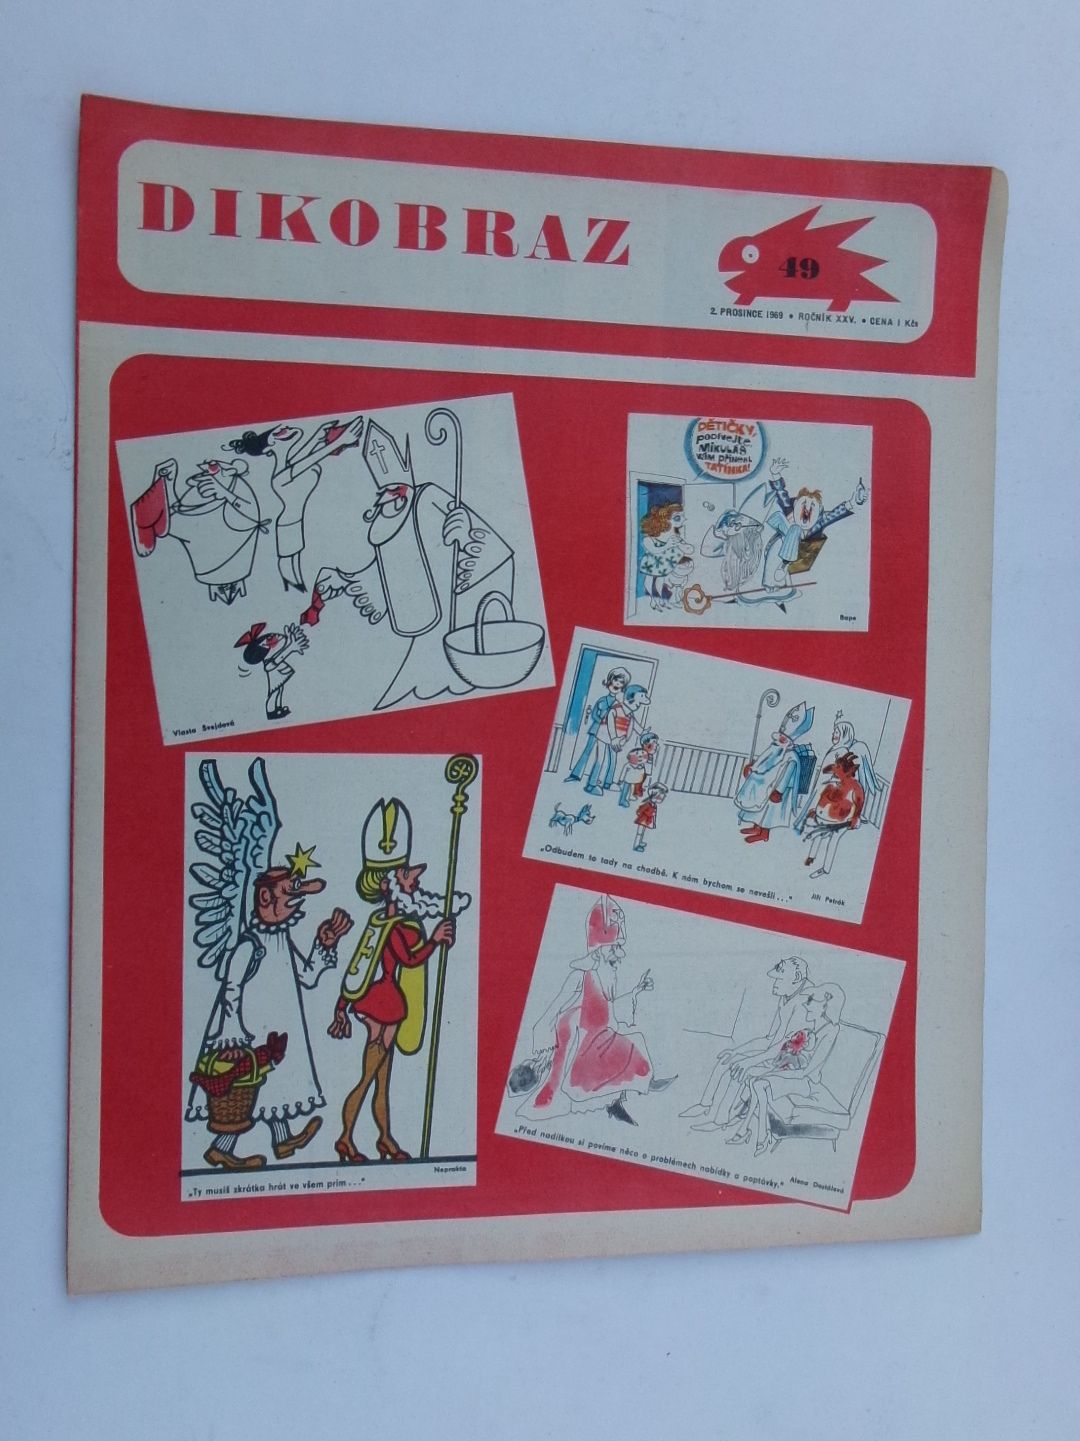 DIKOBRAZ
49
2. PROSINCE 1969 • ROČNÍK XXV. • CENA 1 Kčs
DĚTIČKY,
podívejte
MIKULÁŠ
VÁM PŘINESL
TATÍNKA!
Bape
Vlasta Švejdová
„Odbudem to tady na chodbě. K nám bychom se nevešli..."
Jiří Petrák
Neprakta
„Ty musíš zkrátka hrát ve všem prim..."
„Před nadílkou si povíme něco o problémech nabídky a poptávky."
Alena Dostálová